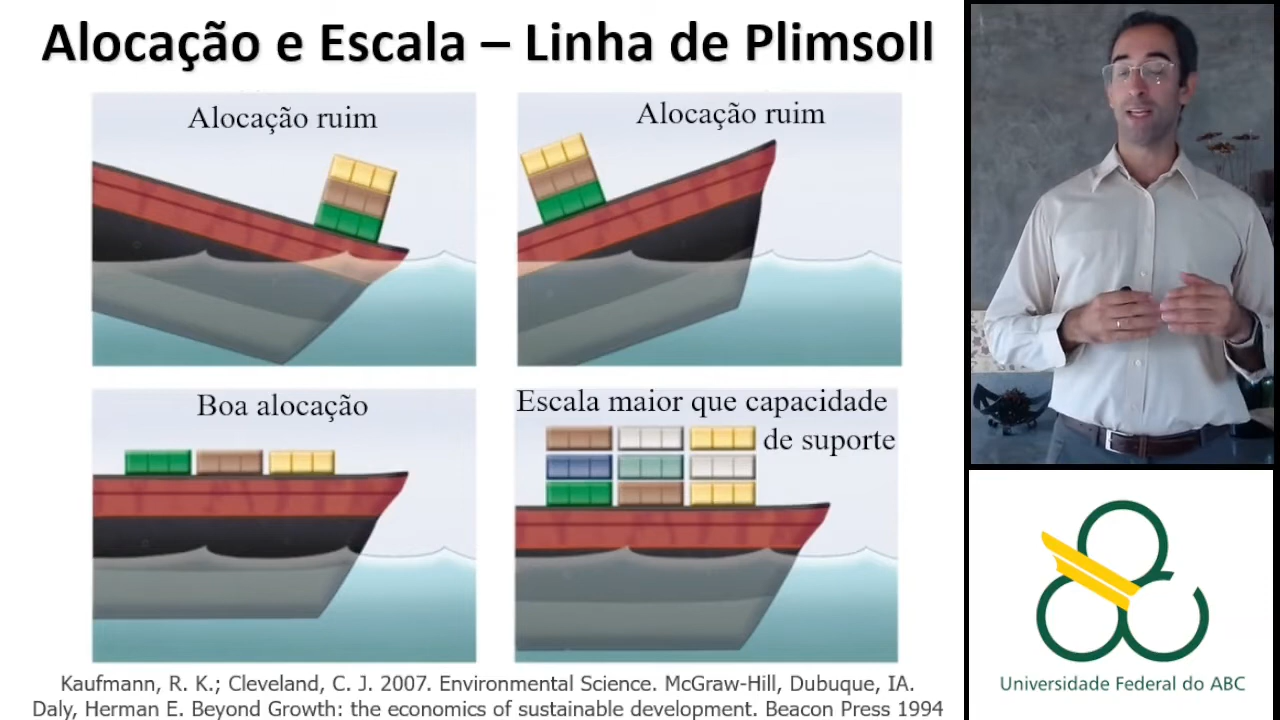 Alocação e Escala – Linha de Plimsoll
Alocação ruim
Alocação ruim
Boa alocação
Escala maior que capacidade
de suporte
Kaufmann, R. K.; Cleveland, C. J. 2007. Environmental Science. McGraw-Hill, Dubuque, IA.
Daly, Herman E. Beyond Growth: the economics of sustainable development. Beacon Press 1994
Universidade Federal do ABC